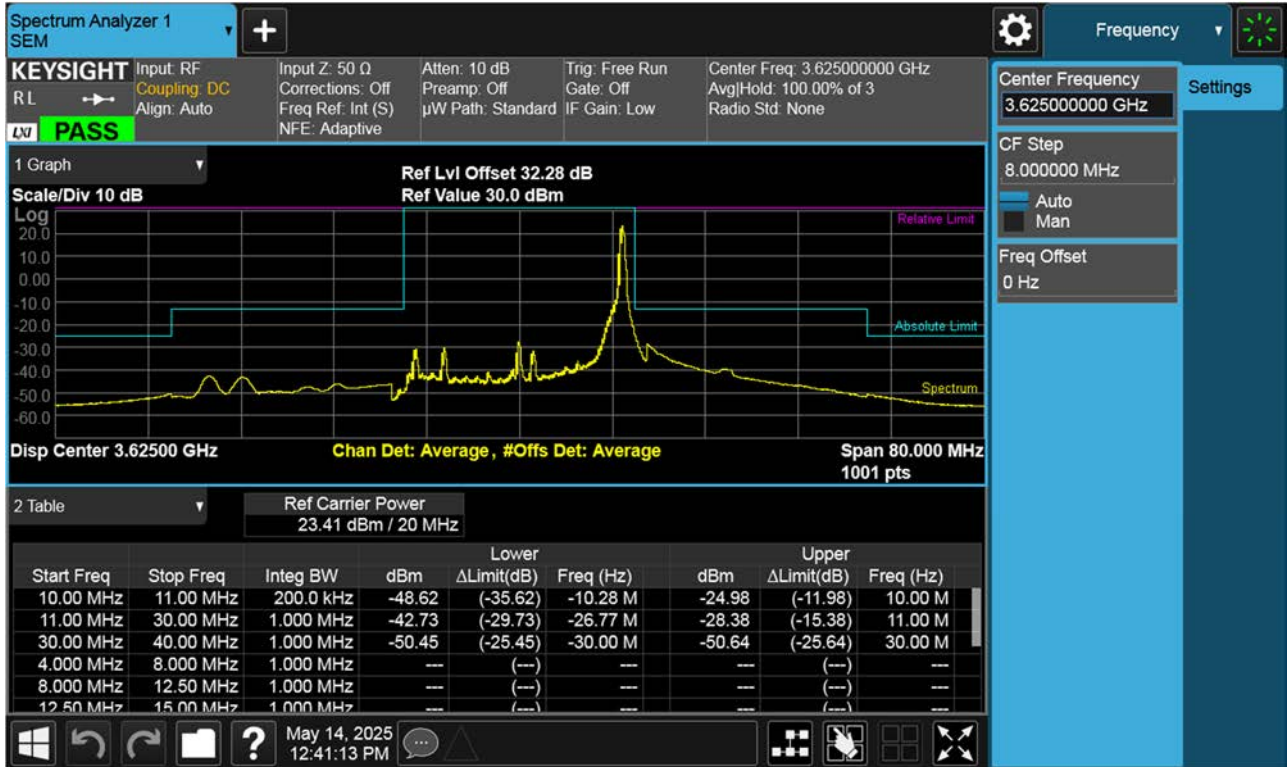 Spectrum Analyzer 1
SEM
+
Frequency
KEYSIGHT
RL
LXI PASS
Input: RF
Coupling: DC
Align: Auto
Input Z: 50 Ω
Corrections: Off
Freq Ref: Int (S)
NFE: Adaptive
Atten: 10 dB
Preamp: Off
µW Path: Standard
Trig: Free Run
Gate: Off
IF Gain: Low
Center Freq: 3.625000000 GHz
Avg|Hold: 100.00% of 3
Radio Std: None
Center Frequency
3.625000000 GHz
Settings
CF Step
8.000000 MHz
Auto
Man
Freq Offset
0 Hz
1 Graph
Ref Lvl Offset 32.28 dB
Scale/Div 10 dB
Ref Value 30.0 dBm
Log
Relative Limit
20.0
10.0
0.00
-10.0
-20.0
Absolute Limit
-30.0
-40.0
-50.0
Spectrum
-60.0
Disp Center 3.62500 GHz
Chan Det: Average, #Offs Det: Average
Span 80.000 MHz
1001 pts
2 Table
Ref Carrier Power
23.41 dBm / 20 MHz
Lower Upper
Start Freq Stop Freq Integ BW dBm ΔLimit(dB) Freq (Hz) dBm ΔLimit(dB) Freq (Hz)
10.00 MHz 11.00 MHz 200.0 kHz -48.62 (-35.62) -10.28 M -24.98 (-11.98) 10.00 M
11.00 MHz 30.00 MHz 1.000 MHz -42.73 (-29.73) -26.77 M -28.38 (-15.38) 11.00 M
30.00 MHz 40.00 MHz 1.000 MHz -50.45 (-25.45) -30.00 M -50.64 (-25.64) 30.00 M
4.000 MHz 8.000 MHz 1.000 MHz --- (---) --- --- (---) ---
8.000 MHz 12.50 MHz 1.000 MHz --- (---) --- --- (---) ---
12.50 MHz 15.00 MHz 1.000 MHz --- (---) --- --- (---) ---
?
May 14, 2025
12:41:13 PM